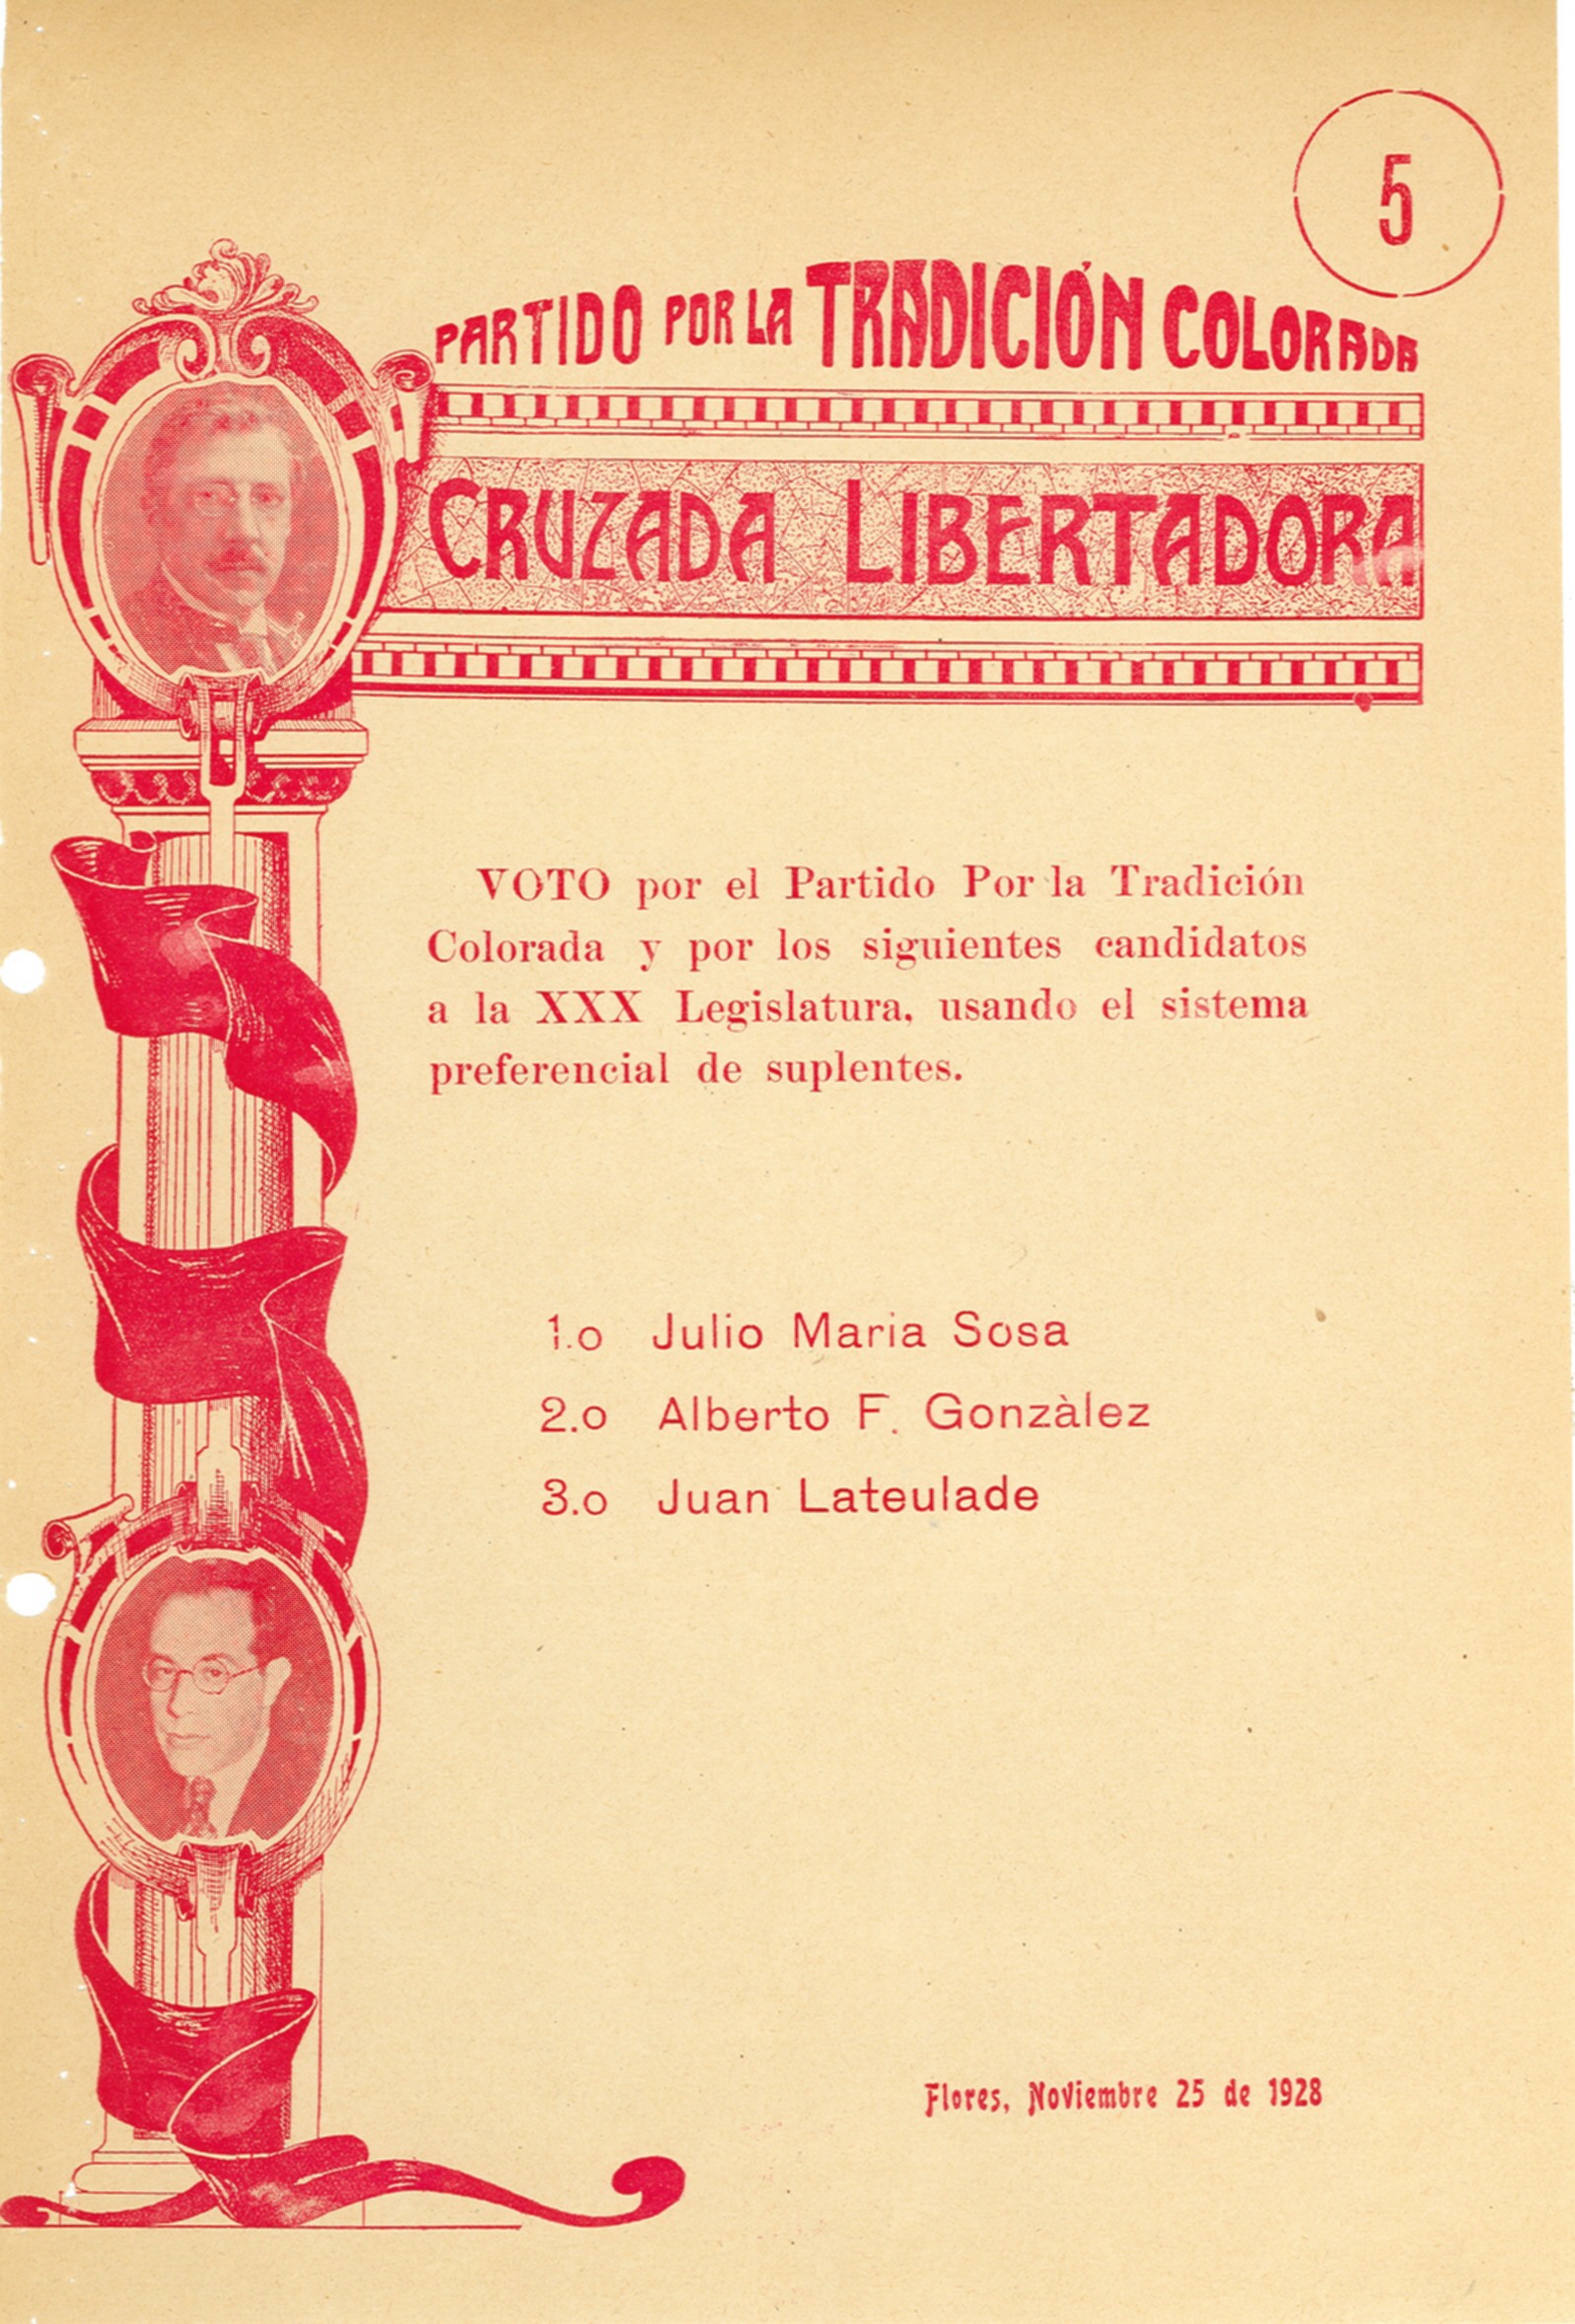 5
PARTIDO POR LA TRADICIÓN COLORADA
CRUZADA LIBERTADORA
VOTO por el Partido Por la Tradición
Colorada y por los siguientes candidatos
a la XXX Legislatura, usando el sistema
preferencial de suplentes.
1.o Julio Maria Sosa
2.o Alberto F. Gonzàlez
3.o Juan Lateulade
Flores, Noviembre 25 de 1928